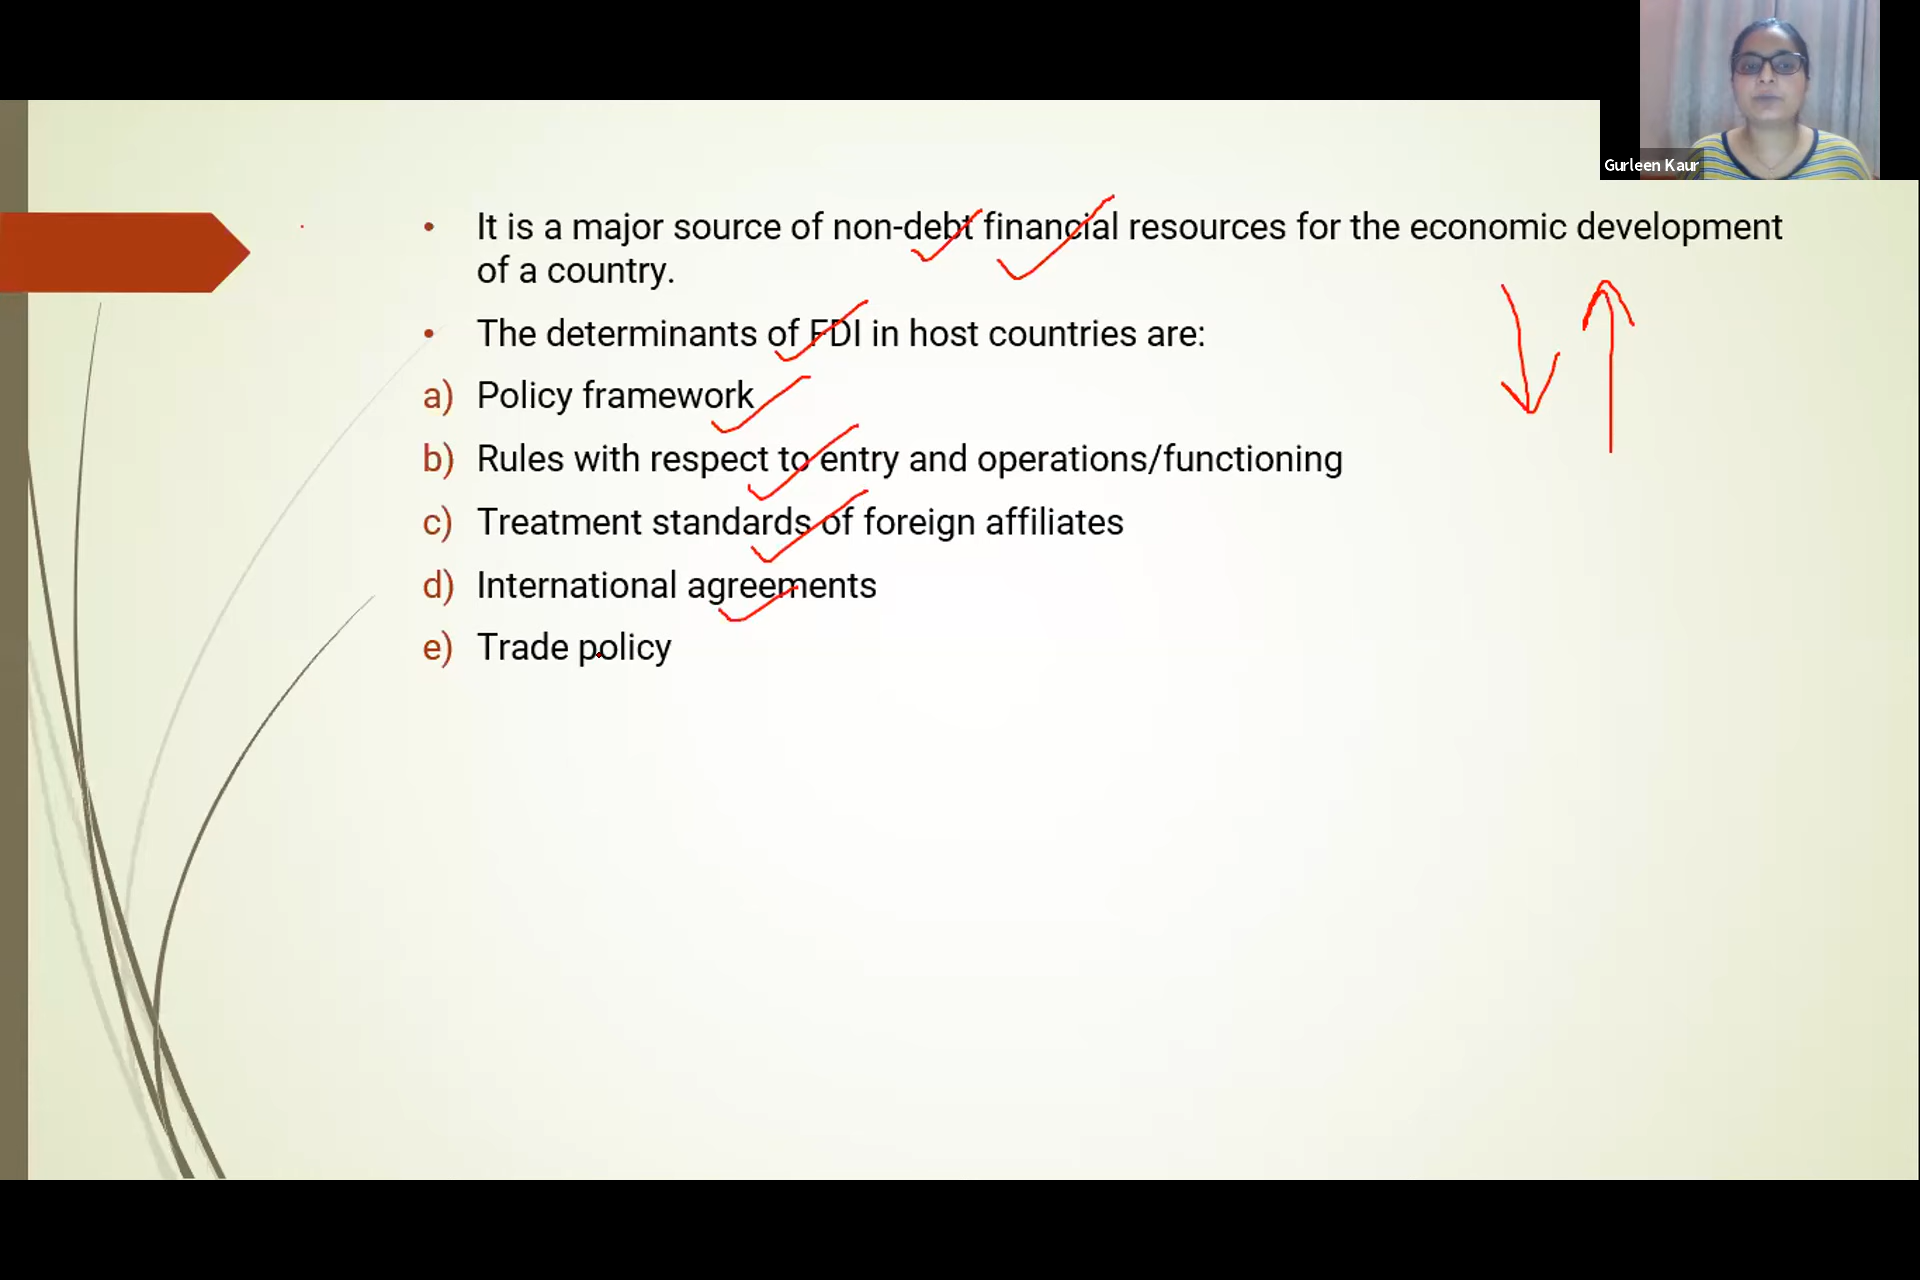 Gurleen Kaur
• It is a major source of non-debt financial resources for the economic development
of a country.
• The determinants of FDI in host countries are:
a) Policy framework
b) Rules with respect to entry and operations/functioning
c) Treatment standards of foreign affiliates
d) International agreements
e) Trade policy